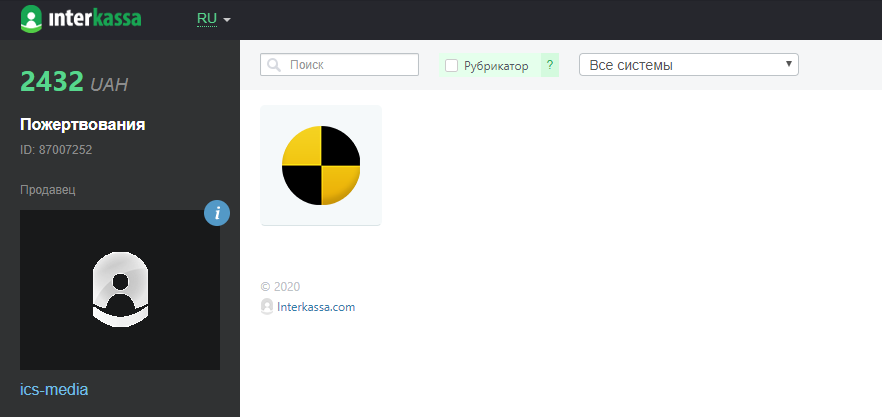 interkassa
RU
2432 UAH
Поиск
Рубрикатор
?
Все системы
Пожертвования
ID: 87007252
Продавец
i
ics-media
© 2020
Interkassa.com